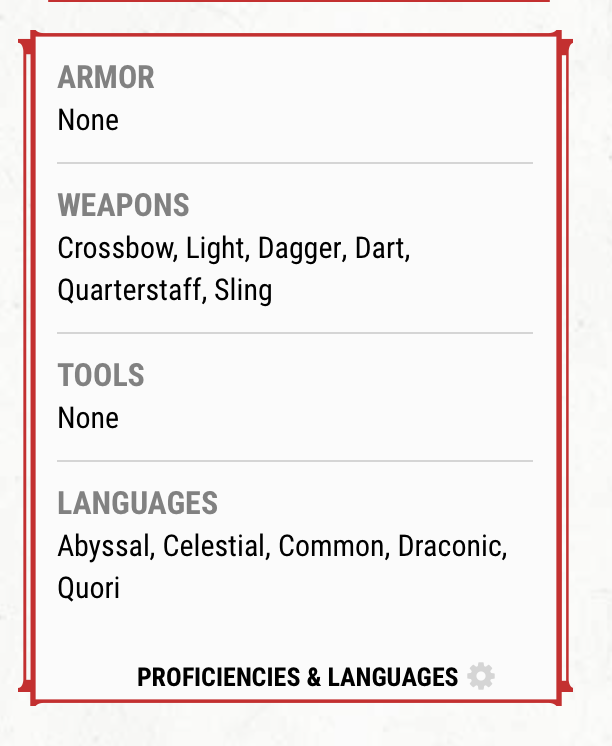 ARMOR
None
WEAPONS
Crossbow, Light, Dagger, Dart,
Quarterstaff, Sling
TOOLS
None
LANGUAGES
Abyssal, Celestial, Common, Draconic,
Quori
PROFICIENCIES & LANGUAGES